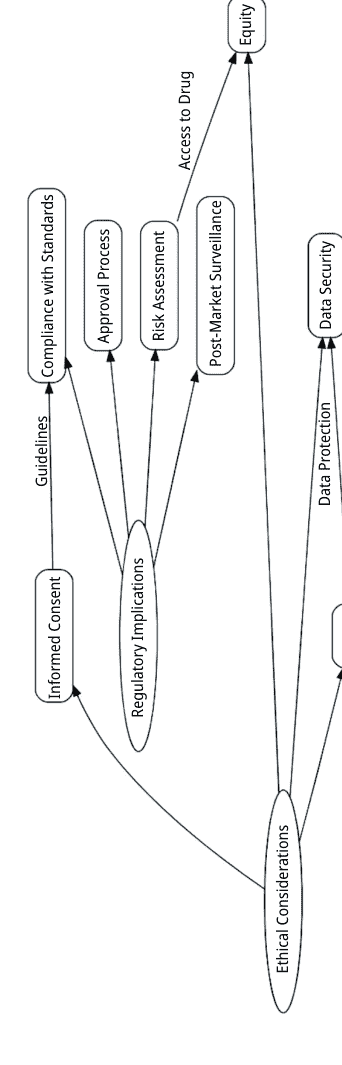 Equity
Access to Drug
Compliance with Standards
Approval Process
Risk Assessment
Post-Market Surveillance
Data Security
Guidelines
Data Protection
Informed Consent
Regulatory Implications
Ethical Considerations